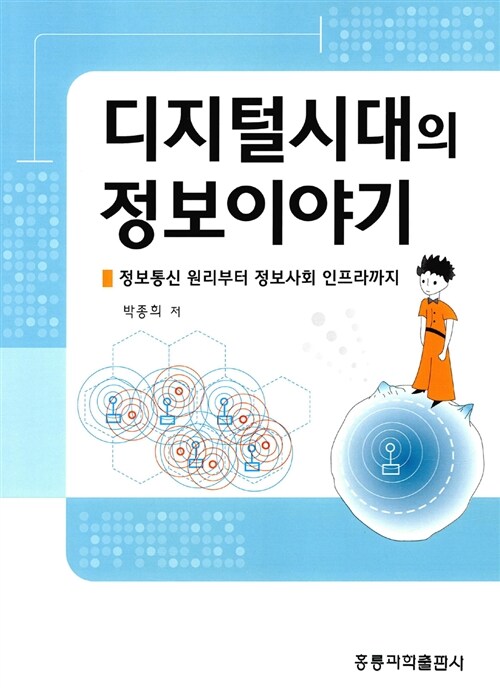 디지털시대의
정보이야기
정보통신 원리부터 정보사회 인프라까지
박종희 저
홍릉과학출판사